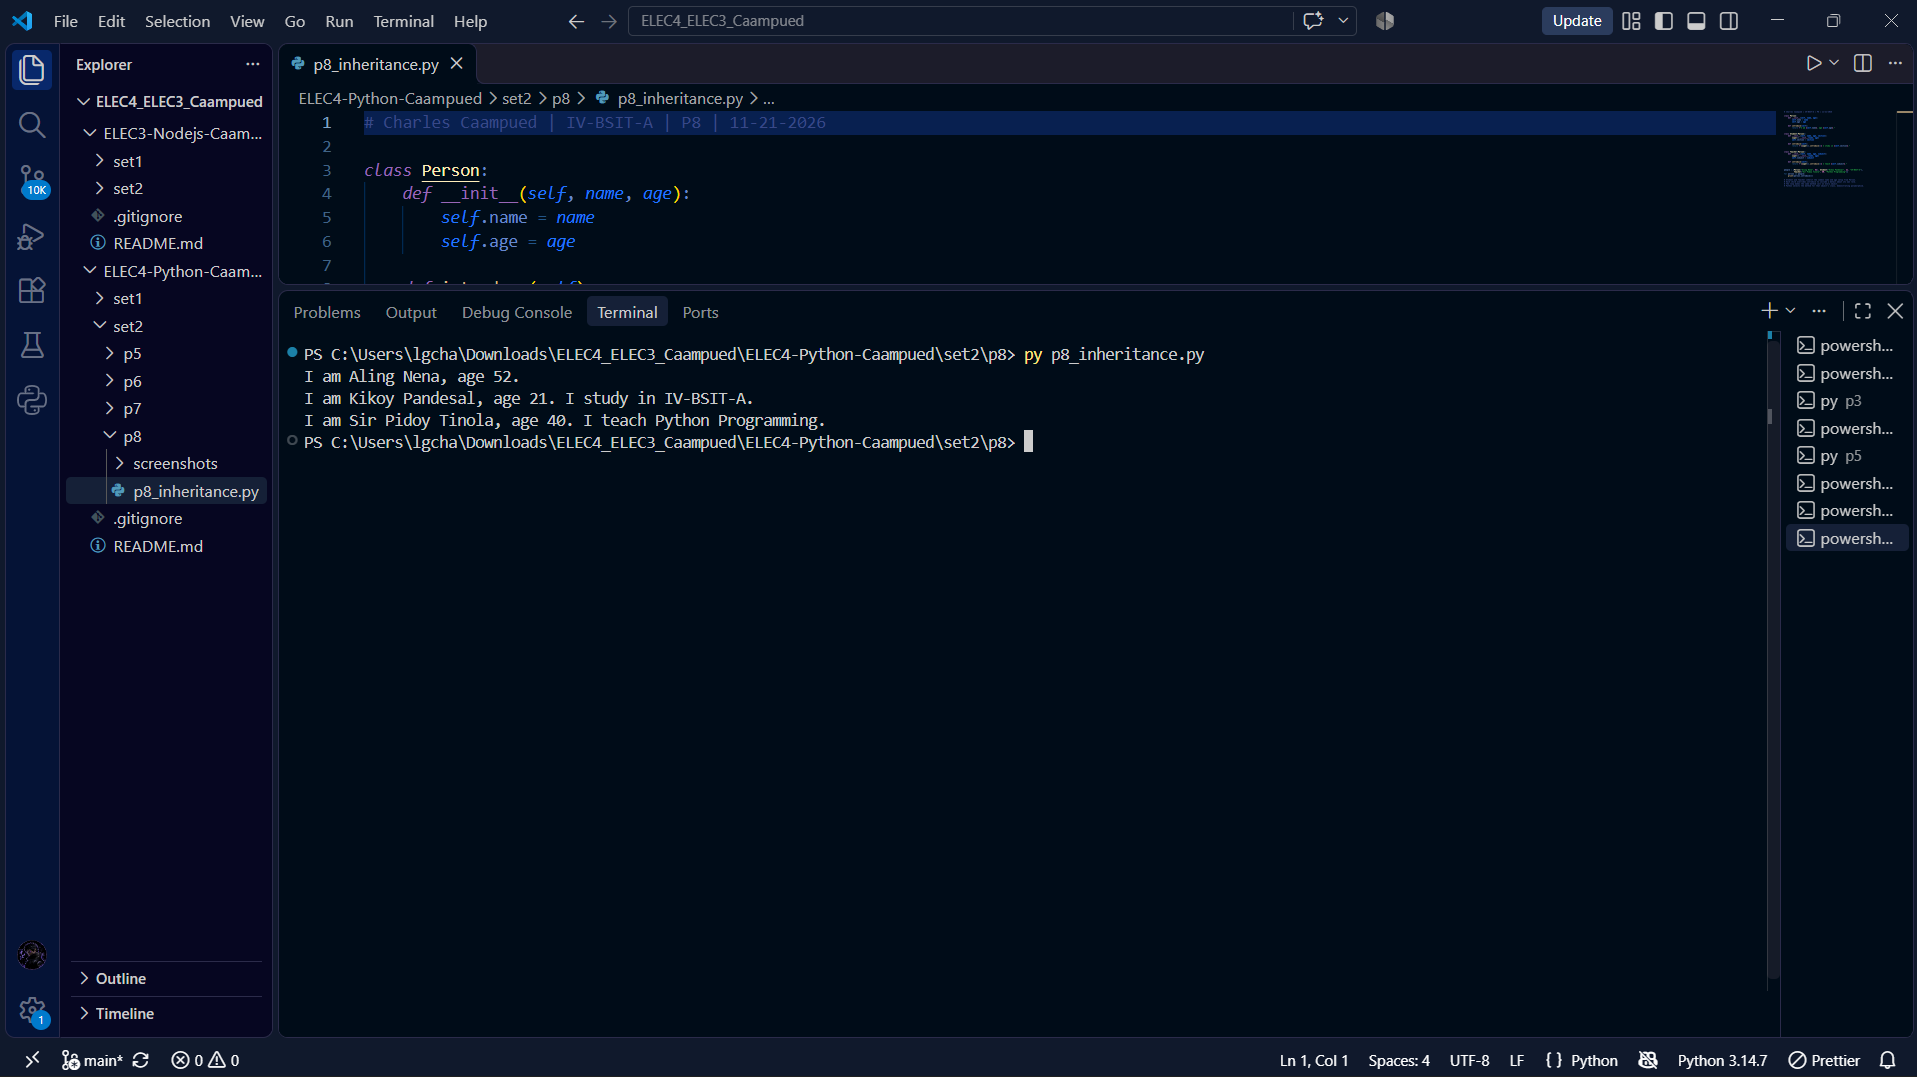 File Edit Selection View Go Run Terminal Help
ELEC4_ELEC3_Caampued
Update
Explorer
ELEC4_ELEC3_Caampued
ELEC3-Nodejs-Caam...
set1
set2
.gitignore
README.md
ELEC4-Python-Caam...
set1
set2
p5
p6
p7
p8
screenshots
p8_inheritance.py
.gitignore
README.md
Outline
Timeline
10K
1
p8_inheritance.py
ELEC4-Python-Caampued > set2 > p8 > p8_inheritance.py > ...
1 # Charles Caampued | IV-BSIT-A | P8 | 11-21-2026
2
3 class Person:
4 def __init__(self, name, age):
5 self.name = name
6 self.age = age
7
Problems Output Debug Console Terminal Ports
PS C:\Users\lgcha\Downloads\ELEC4_ELEC3_Caampued\ELEC4-Python-Caampued\set2\p8> py p8_inheritance.py
I am Aling Nena, age 52.
I am Kikoy Pandesal, age 21. I study in IV-BSIT-A.
I am Sir Pidoy Tinola, age 40. I teach Python Programming.
PS C:\Users\lgcha\Downloads\ELEC4_ELEC3_Caampued\ELEC4-Python-Caampued\set2\p8>
powersh...
powersh...
py p3
powersh...
py p5
powersh...
powersh...
powersh...
main* 0 0
Ln 1, Col 1 Spaces: 4 UTF-8 LF {} Python Python 3.14.7 Prettier